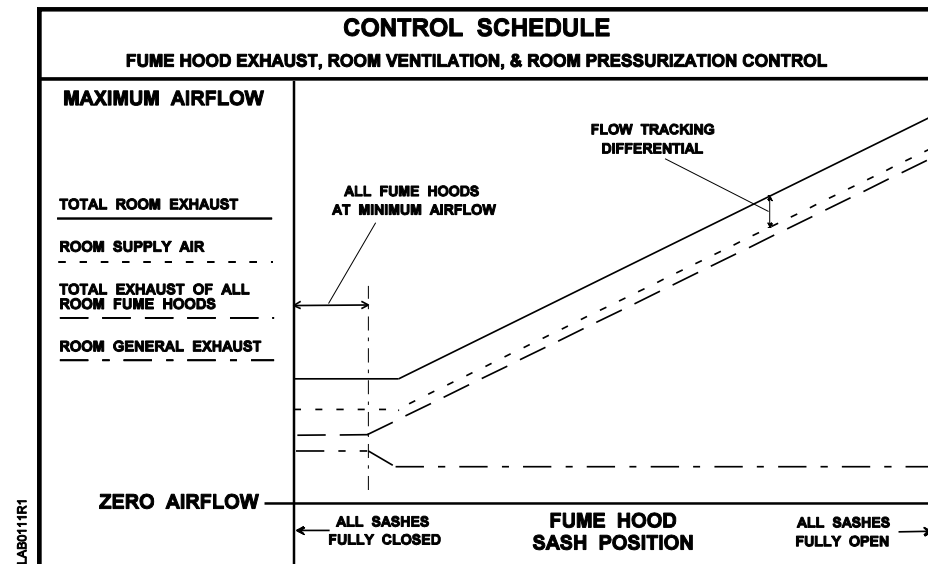 CONTROL SCHEDULE
FUME HOOD EXHAUST, ROOM VENTILATION, & ROOM PRESSURIZATION CONTROL
MAXIMUM AIRFLOW
FLOW TRACKING
DIFFERENTIAL
ALL FUME HOODS
AT MINIMUM AIRFLOW
TOTAL ROOM EXHAUST
ROOM SUPPLY AIR
TOTAL EXHAUST OF ALL
ROOM FUME HOODS
ROOM GENERAL EXHAUST
ZERO AIRFLOW
ALL SASHES
FULLY CLOSED
FUME HOOD
SASH POSITION
ALL SASHES
FULLY OPEN
LAB0111R1